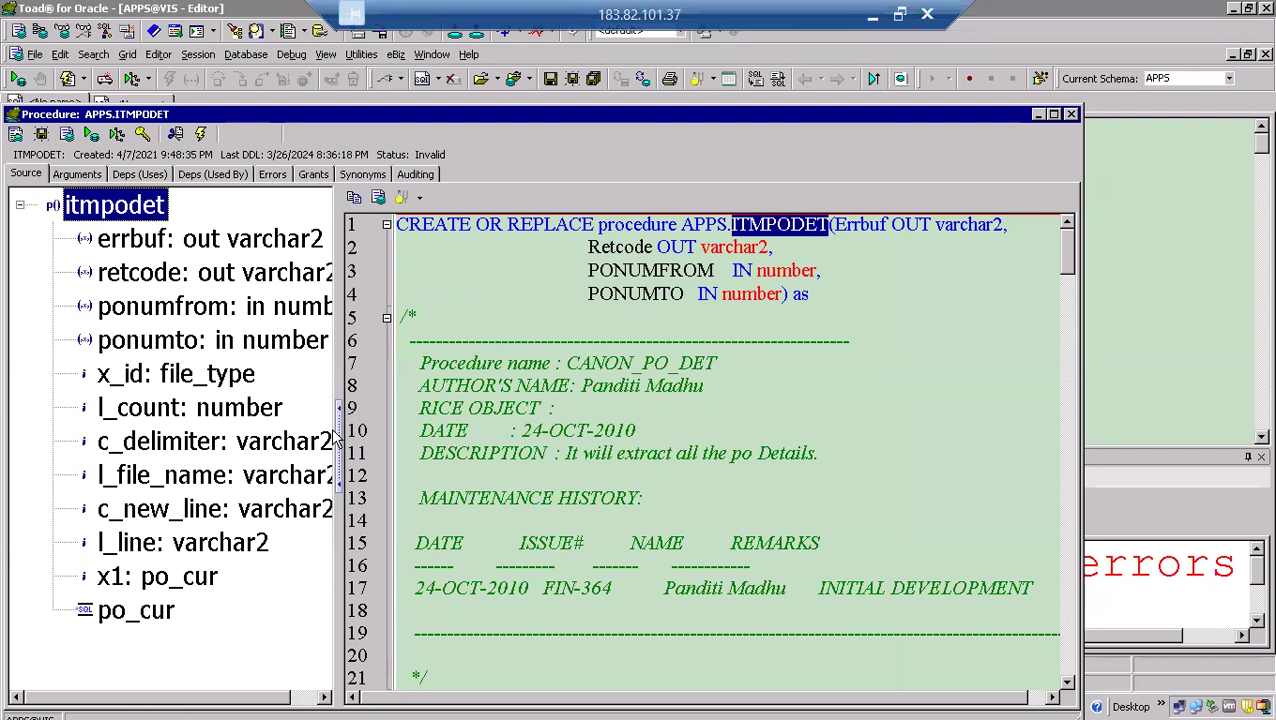 Toad® for Oracle - [APPS@VIS - Editor]
183.82.101.37
<default>
File Edit Search Grid Editor Session Database Debug View Utilities eBiz Window Help
SQL
SQL
SQL
Current Schema: APPS
Procedure: APPS.ITMPODET
ITMPODET: Created: 4/7/2021 9:48:35 PM Last DDL: 3/26/2024 8:36:18 PM Status: Invalid
Source Arguments Deps (Uses) Deps (Used By) Errors Grants Synonyms Auditing
p() itmpodet
errbuf: out varchar2
retcode: out varchar2
ponumfrom: in numb
ponumto: in number
x_id: file_type
l_count: number
c_delimiter: varchar2
l_file_name: varchar2
c_new_line: varchar2
l_line: varchar2
x1: po_cur
SQL po_cur
1 CREATE OR REPLACE procedure APPS.ITMPODET(Errbuf OUT varchar2,
2 Retcode OUT varchar2,
3 PONUMFROM IN number,
4 PONUMTO IN number) as
5 /*
6 ----------------------------------------------------------------
7 Procedure name : CANON_PO_DET
8 AUTHOR'S NAME: Panditi Madhu
9 RICE OBJECT :
10 DATE : 24-OCT-2010
11 DESCRIPTION : It will extract all the po Details.
12
13 MAINTENANCE HISTORY:
14
15 DATE ISSUE# NAME REMARKS
16 ------ --------- ------- ------------
17 24-OCT-2010 FIN-364 Panditi Madhu INITIAL DEVELOPMENT
18
19 ------------------------------------------------------------------------------------------------
20
21 */
errors
Desktop